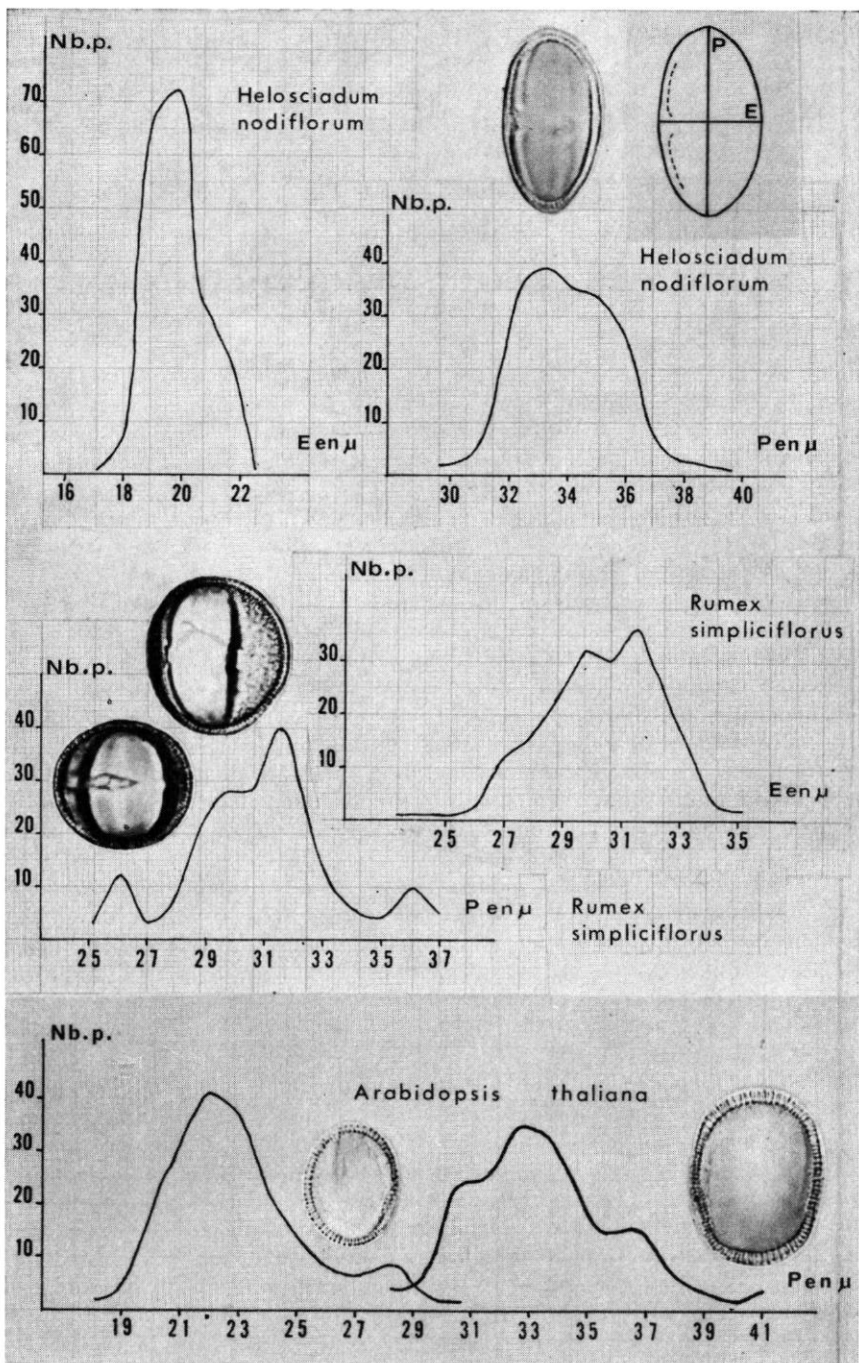 Nb.p.
70
60
50
40
30
20
10
Helosciadum
nodiflorum
E en µ
16 18 20 22
P
E
Nb.p.
40
30
20
10
Helosciadum
nodiflorum
P en µ
30 32 34 36 38 40
Nb.p.
30
20
10
Rumex
simpliciflorus
E en µ
25 27 29 31 33 35
Nb.p.
40
30
20
10
P en µ
Rumex
simpliciflorus
25 27 29 31 33 35 37
Nb.p.
40
30
20
10
Arabidopsis thaliana
P en µ
19 21 23 25 27 29 31 33 35 37 39 41